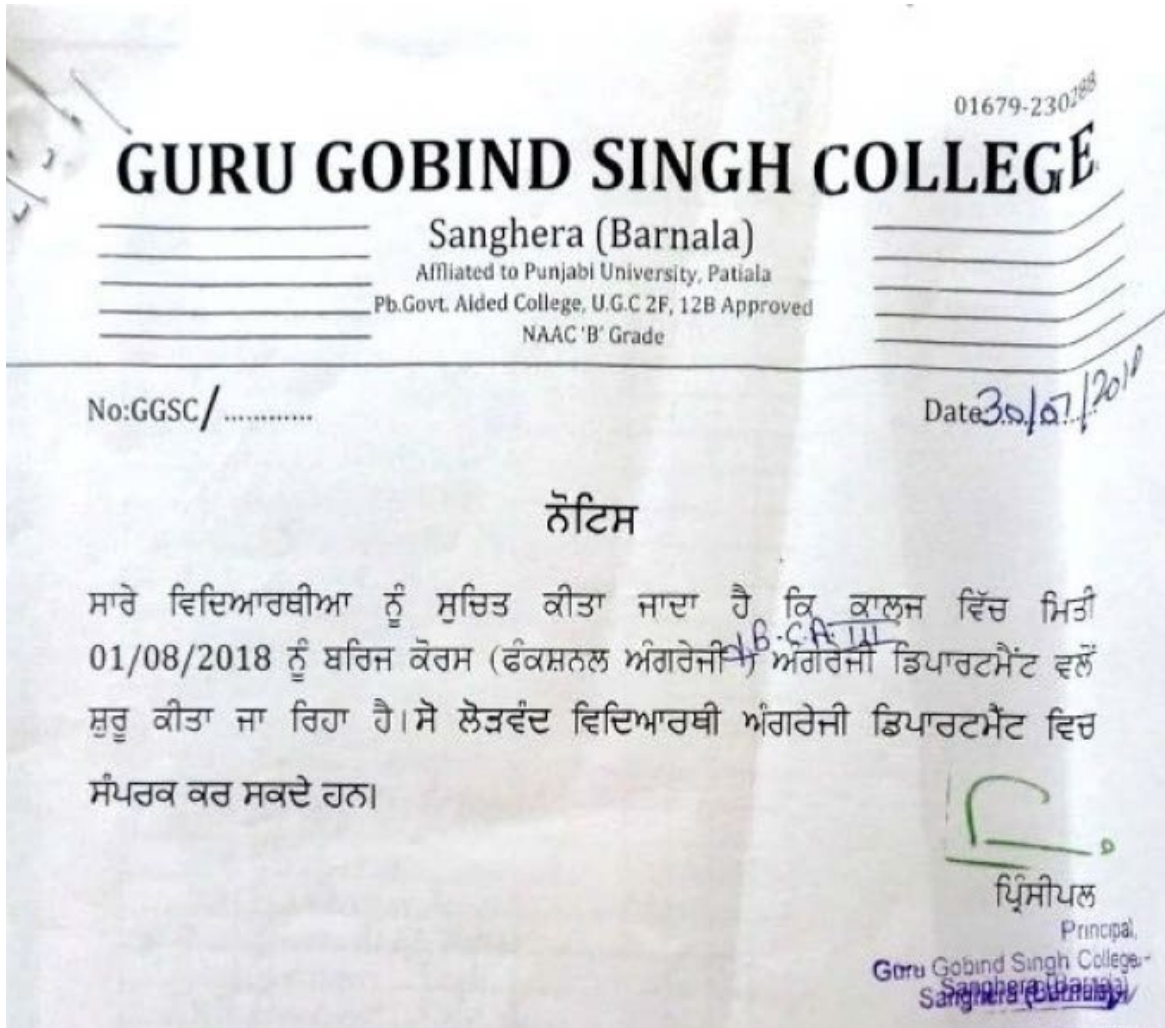 01679-230288
GURU GOBIND SINGH COLLEGE
Sanghera (Barnala)
Affiliated to Punjabi University, Patiala
Pb.Govt. Aided College, U.G.C 2F, 12B Approved
NAAC 'B' Grade
No:GGSC/ .............
Date 30/07/2018
ਨੋਟਿਸ
ਸਾਰੇ ਵਿਦਿਆਰਥੀਆ ਨੂੰ ਸੁਚਿਤ ਕੀਤਾ ਜਾਦਾ ਹੈ ਕਿ ਕਾਲਜ ਵਿੱਚ ਮਿਤੀ
B.C.A. III
01/08/2018 ਨੂੰ ਬਰਿਜ ਕੋਰਸ (ਫੰਕਸ਼ਨਲ ਅੰਗਰੇਜੀ) ਅੰਗਰੇਜੀ ਡਿਪਾਰਟਮੈਂਟ ਵਲੋਂ
ਸ਼ੁਰੂ ਕੀਤਾ ਜਾ ਰਿਹਾ ਹੈ।ਸੋ ਲੋੜਵੰਦ ਵਿਦਿਆਰਥੀ ਅੰਗਰੇਜੀ ਡਿਪਾਰਟਮੈਂਟ ਵਿਚ
ਸੰਪਰਕ ਕਰ ਸਕਦੇ ਹਨ।
ਪ੍ਰਿੰਸੀਪਲ
Principal,
Guru Gobind Singh College
Sanghera (Barnala)